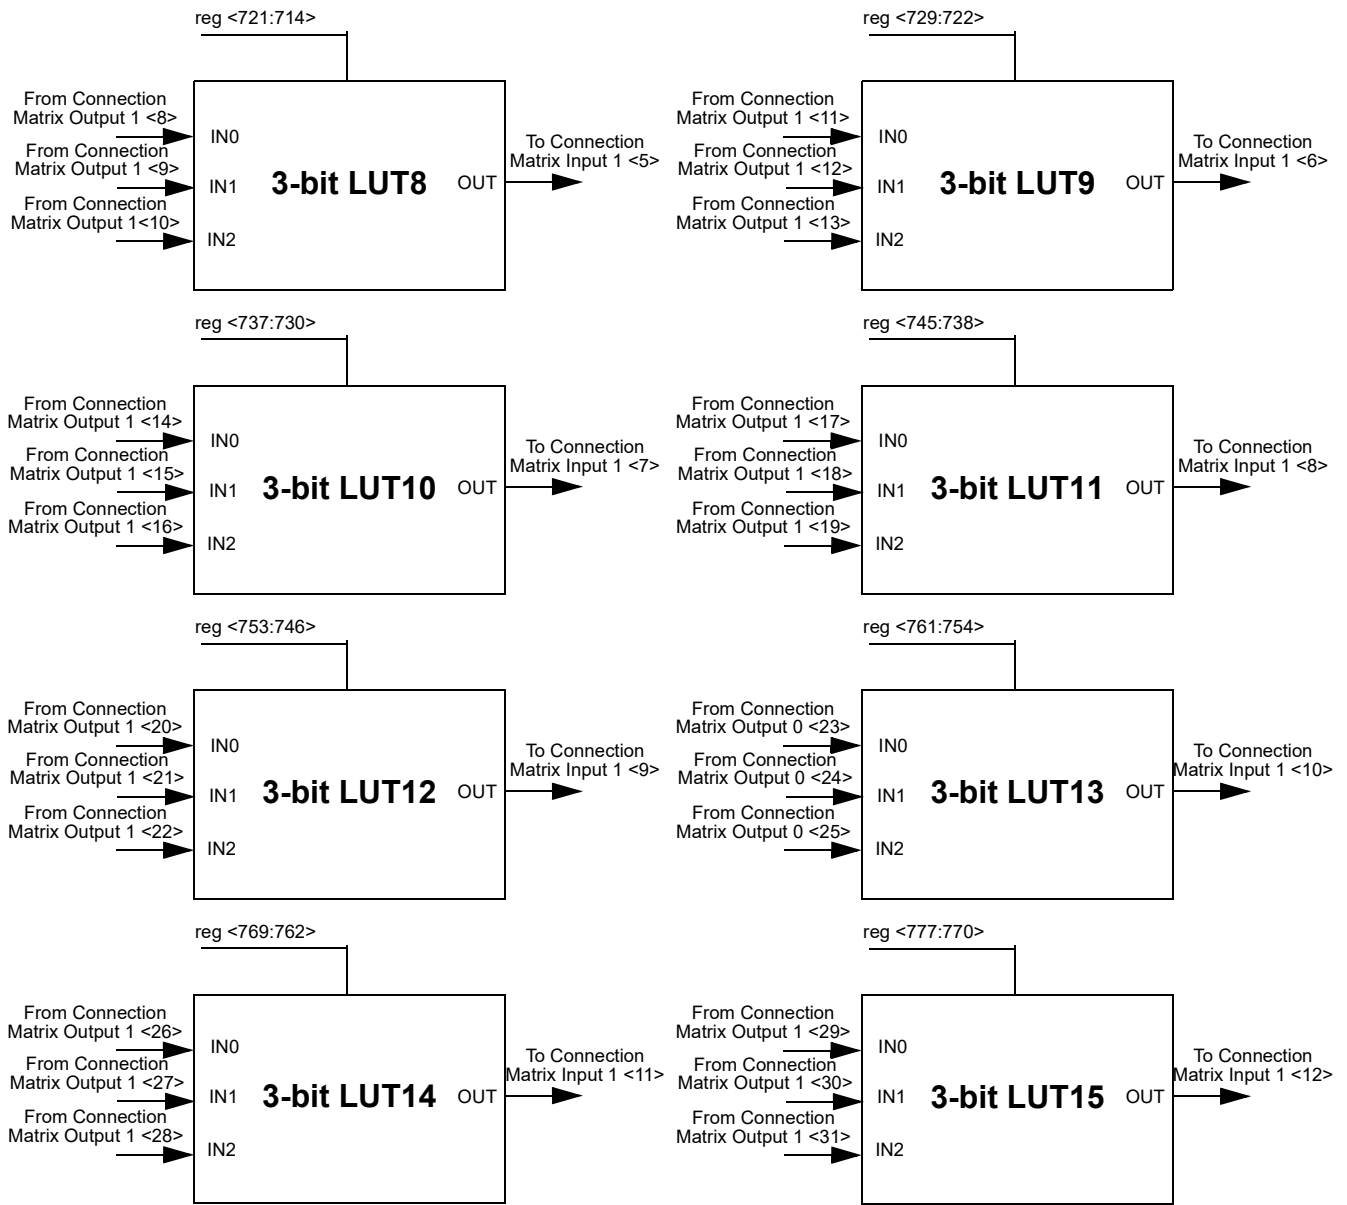 reg <721:714>
From Connection
Matrix Output 1 <8>
IN0
From Connection
Matrix Output 1 <9>
IN1
From Connection
Matrix Output 1<10>
IN2
3-bit LUT8
OUT
To Connection
Matrix Input 1 <5>
reg <729:722>
From Connection
Matrix Output 1 <11>
IN0
From Connection
Matrix Output 1 <12>
IN1
From Connection
Matrix Output 1 <13>
IN2
3-bit LUT9
OUT
To Connection
Matrix Input 1 <6>
reg <737:730>
From Connection
Matrix Output 1 <14>
IN0
From Connection
Matrix Output 1 <15>
IN1
From Connection
Matrix Output 1 <16>
IN2
3-bit LUT10
OUT
To Connection
Matrix Input 1 <7>
reg <745:738>
From Connection
Matrix Output 1 <17>
IN0
From Connection
Matrix Output 1 <18>
IN1
From Connection
Matrix Output 1 <19>
IN2
3-bit LUT11
OUT
To Connection
Matrix Input 1 <8>
reg <753:746>
From Connection
Matrix Output 1 <20>
IN0
From Connection
Matrix Output 1 <21>
IN1
From Connection
Matrix Output 1 <22>
IN2
3-bit LUT12
OUT
To Connection
Matrix Input 1 <9>
reg <761:754>
From Connection
Matrix Output 0 <23>
IN0
From Connection
Matrix Output 0 <24>
IN1
From Connection
Matrix Output 0 <25>
IN2
3-bit LUT13
OUT
To Connection
Matrix Input 1 <10>
reg <769:762>
From Connection
Matrix Output 1 <26>
IN0
From Connection
Matrix Output 1 <27>
IN1
From Connection
Matrix Output 1 <28>
IN2
3-bit LUT14
OUT
To Connection
Matrix Input 1 <11>
reg <777:770>
From Connection
Matrix Output 1 <29>
IN0
From Connection
Matrix Output 1 <30>
IN1
From Connection
Matrix Output 1 <31>
IN2
3-bit LUT15
OUT
To Connection
Matrix Input 1 <12>